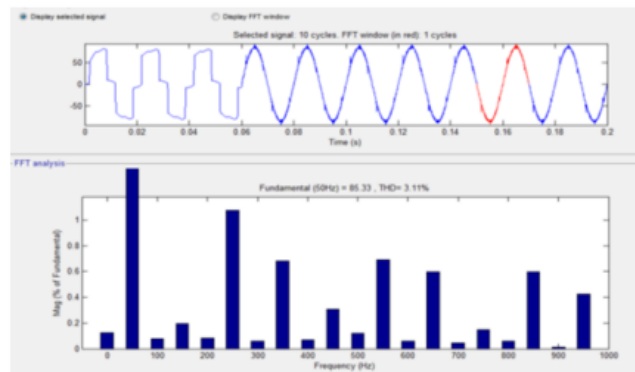 Display selected signal
Display FFT window
Selected signal: 10 cycles. FFT window (in red): 1 cycles
50
0
-50
0 0.02 0.04 0.06 0.08 0.1 0.12 0.14 0.16 0.18 0.2
Time (s)
FFT analysis
Fundamental (50Hz) = 85.33 , THD= 3.11%
Mag (% of Fundamental)
1
0.8
0.6
0.4
0.2
0
0 100 200 300 400 500 600 700 800 900 1000
Frequency (Hz)